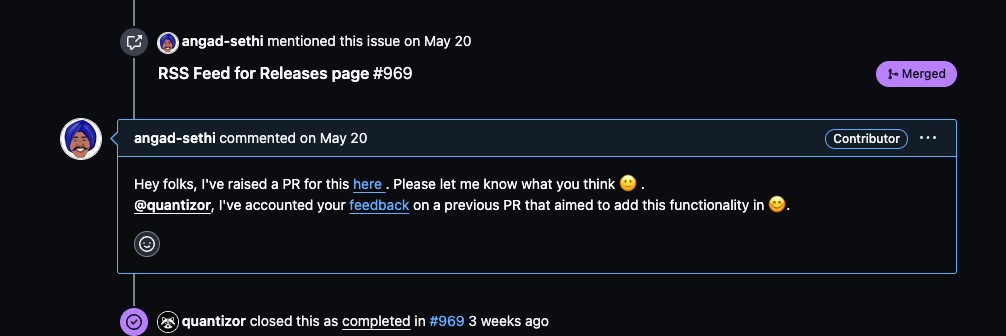 angad-sethi mentioned this issue on May 20
RSS Feed for Releases page #969
Merged
angad-sethi commented on May 20
Contributor
Hey folks, I've raised a PR for this here . Please let me know what you think 🙂 .
@quantizor, I've accounted your feedback on a previous PR that aimed to add this functionality in 😊.
quantizor closed this as completed in #969 3 weeks ago